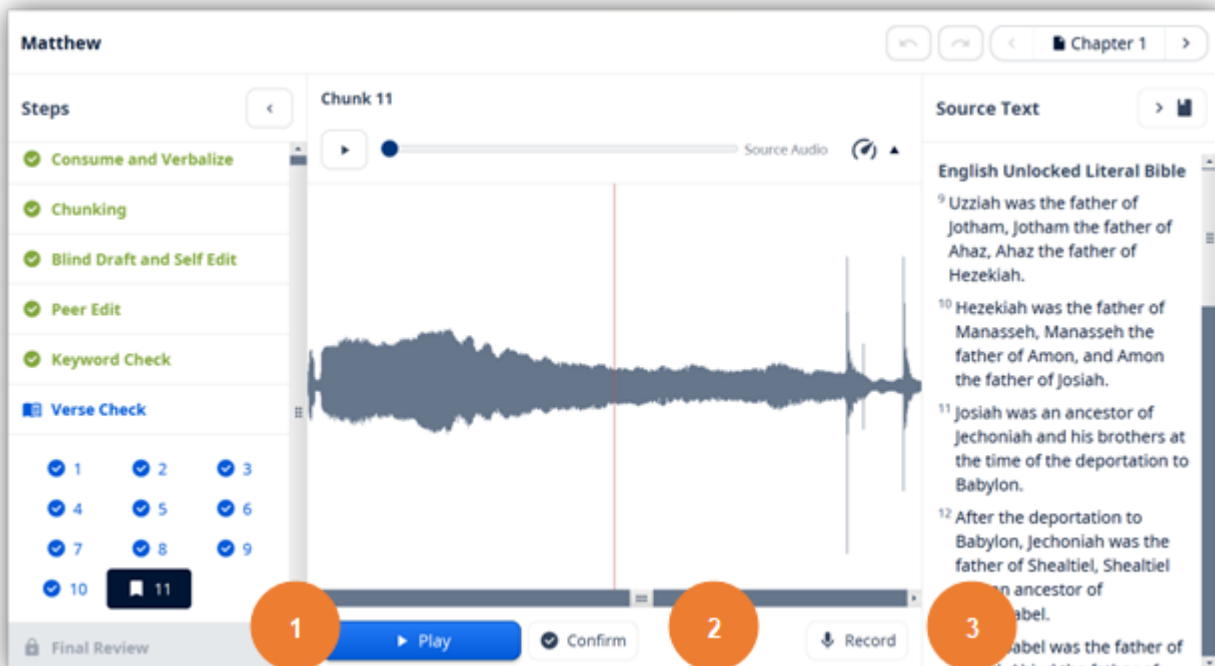 Matthew
Chapter 1
Steps
Consume and Verbalize
Chunking
Blind Draft and Self Edit
Peer Edit
Keyword Check
Verse Check
1 2 3
4 5 6
7 8 9
10 11
Final Review
Chunk 11
Source Audio
Play
Confirm
Record
1
2
3
Source Text
English Unlocked Literal Bible
9 Uzziah was the father of
Jotham, Jotham the father of
Ahaz, Ahaz the father of
Hezekiah.
10 Hezekiah was the father of
Manasseh, Manasseh the
father of Amon, and Amon
the father of Josiah.
11 Josiah was an ancestor of
Jechoniah and his brothers at
the time of the deportation to
Babylon.
12 After the deportation to
Babylon, Jechoniah was the
father of Shealtiel, Shealtiel
ancestor of
was the father of